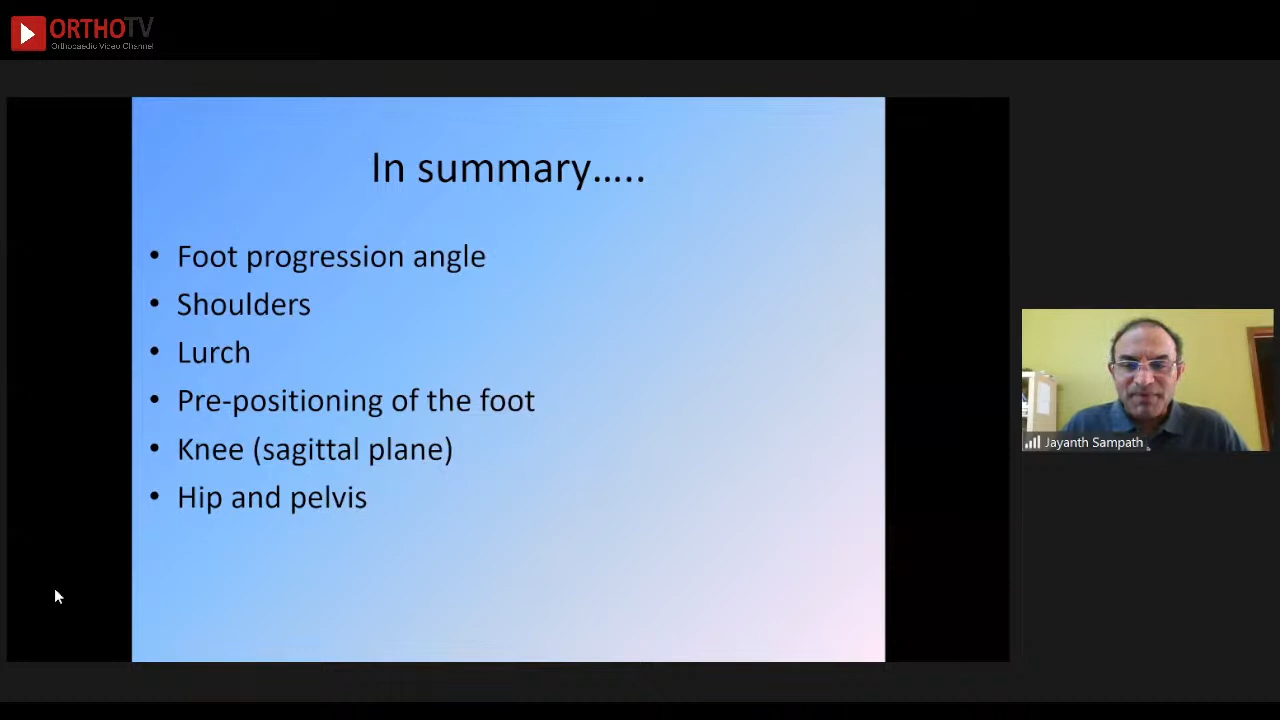 ORTHOTV
Orthopaedic Video Channel
In summary.....
• Foot progression angle
• Shoulders
• Lurch
• Pre-positioning of the foot
• Knee (sagittal plane)
• Hip and pelvis
Jayanth Sampath